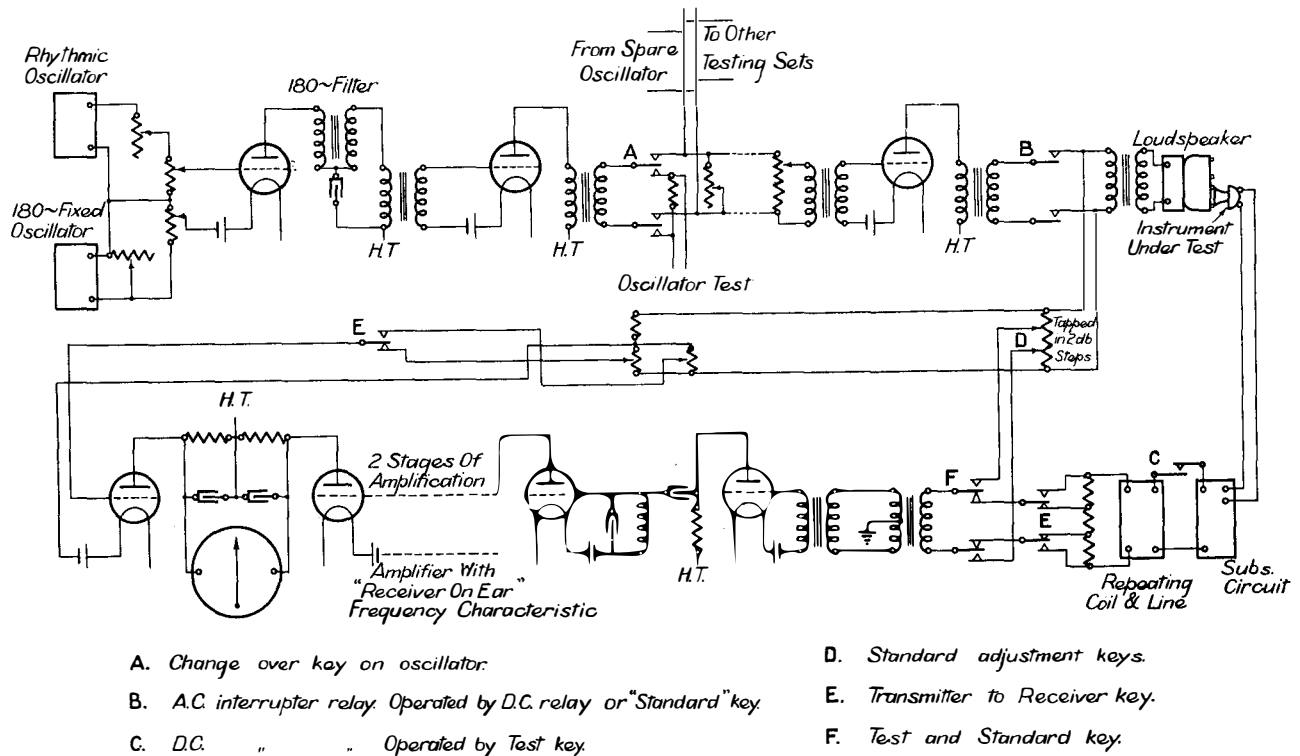 Rhythmic
Oscillator
180~Filter
From Spare
Oscillator
To Other
Testing Sets
A
B
Loudspeaker
180~Fixed
Oscillator
H.T
H.T
H.T
Instrument
Under Test
Oscillator Test
E
D
Tapped
in 2db
Steps
H.T.
2 Stages Of
Amplification
F
C
E
H.T.
Amplifier With
"Receiver On Ear"
Frequency Characteristic
Repeating
Coil & Line
Subs.
Circuit
A. Change over key on oscillator.
B. A.C. interrupter relay. Operated by D.C. relay or "Standard" key.
C. D.C. " " Operated by Test key.
D. Standard adjustment keys.
E. Transmitter to Receiver key.
F. Test and Standard key.